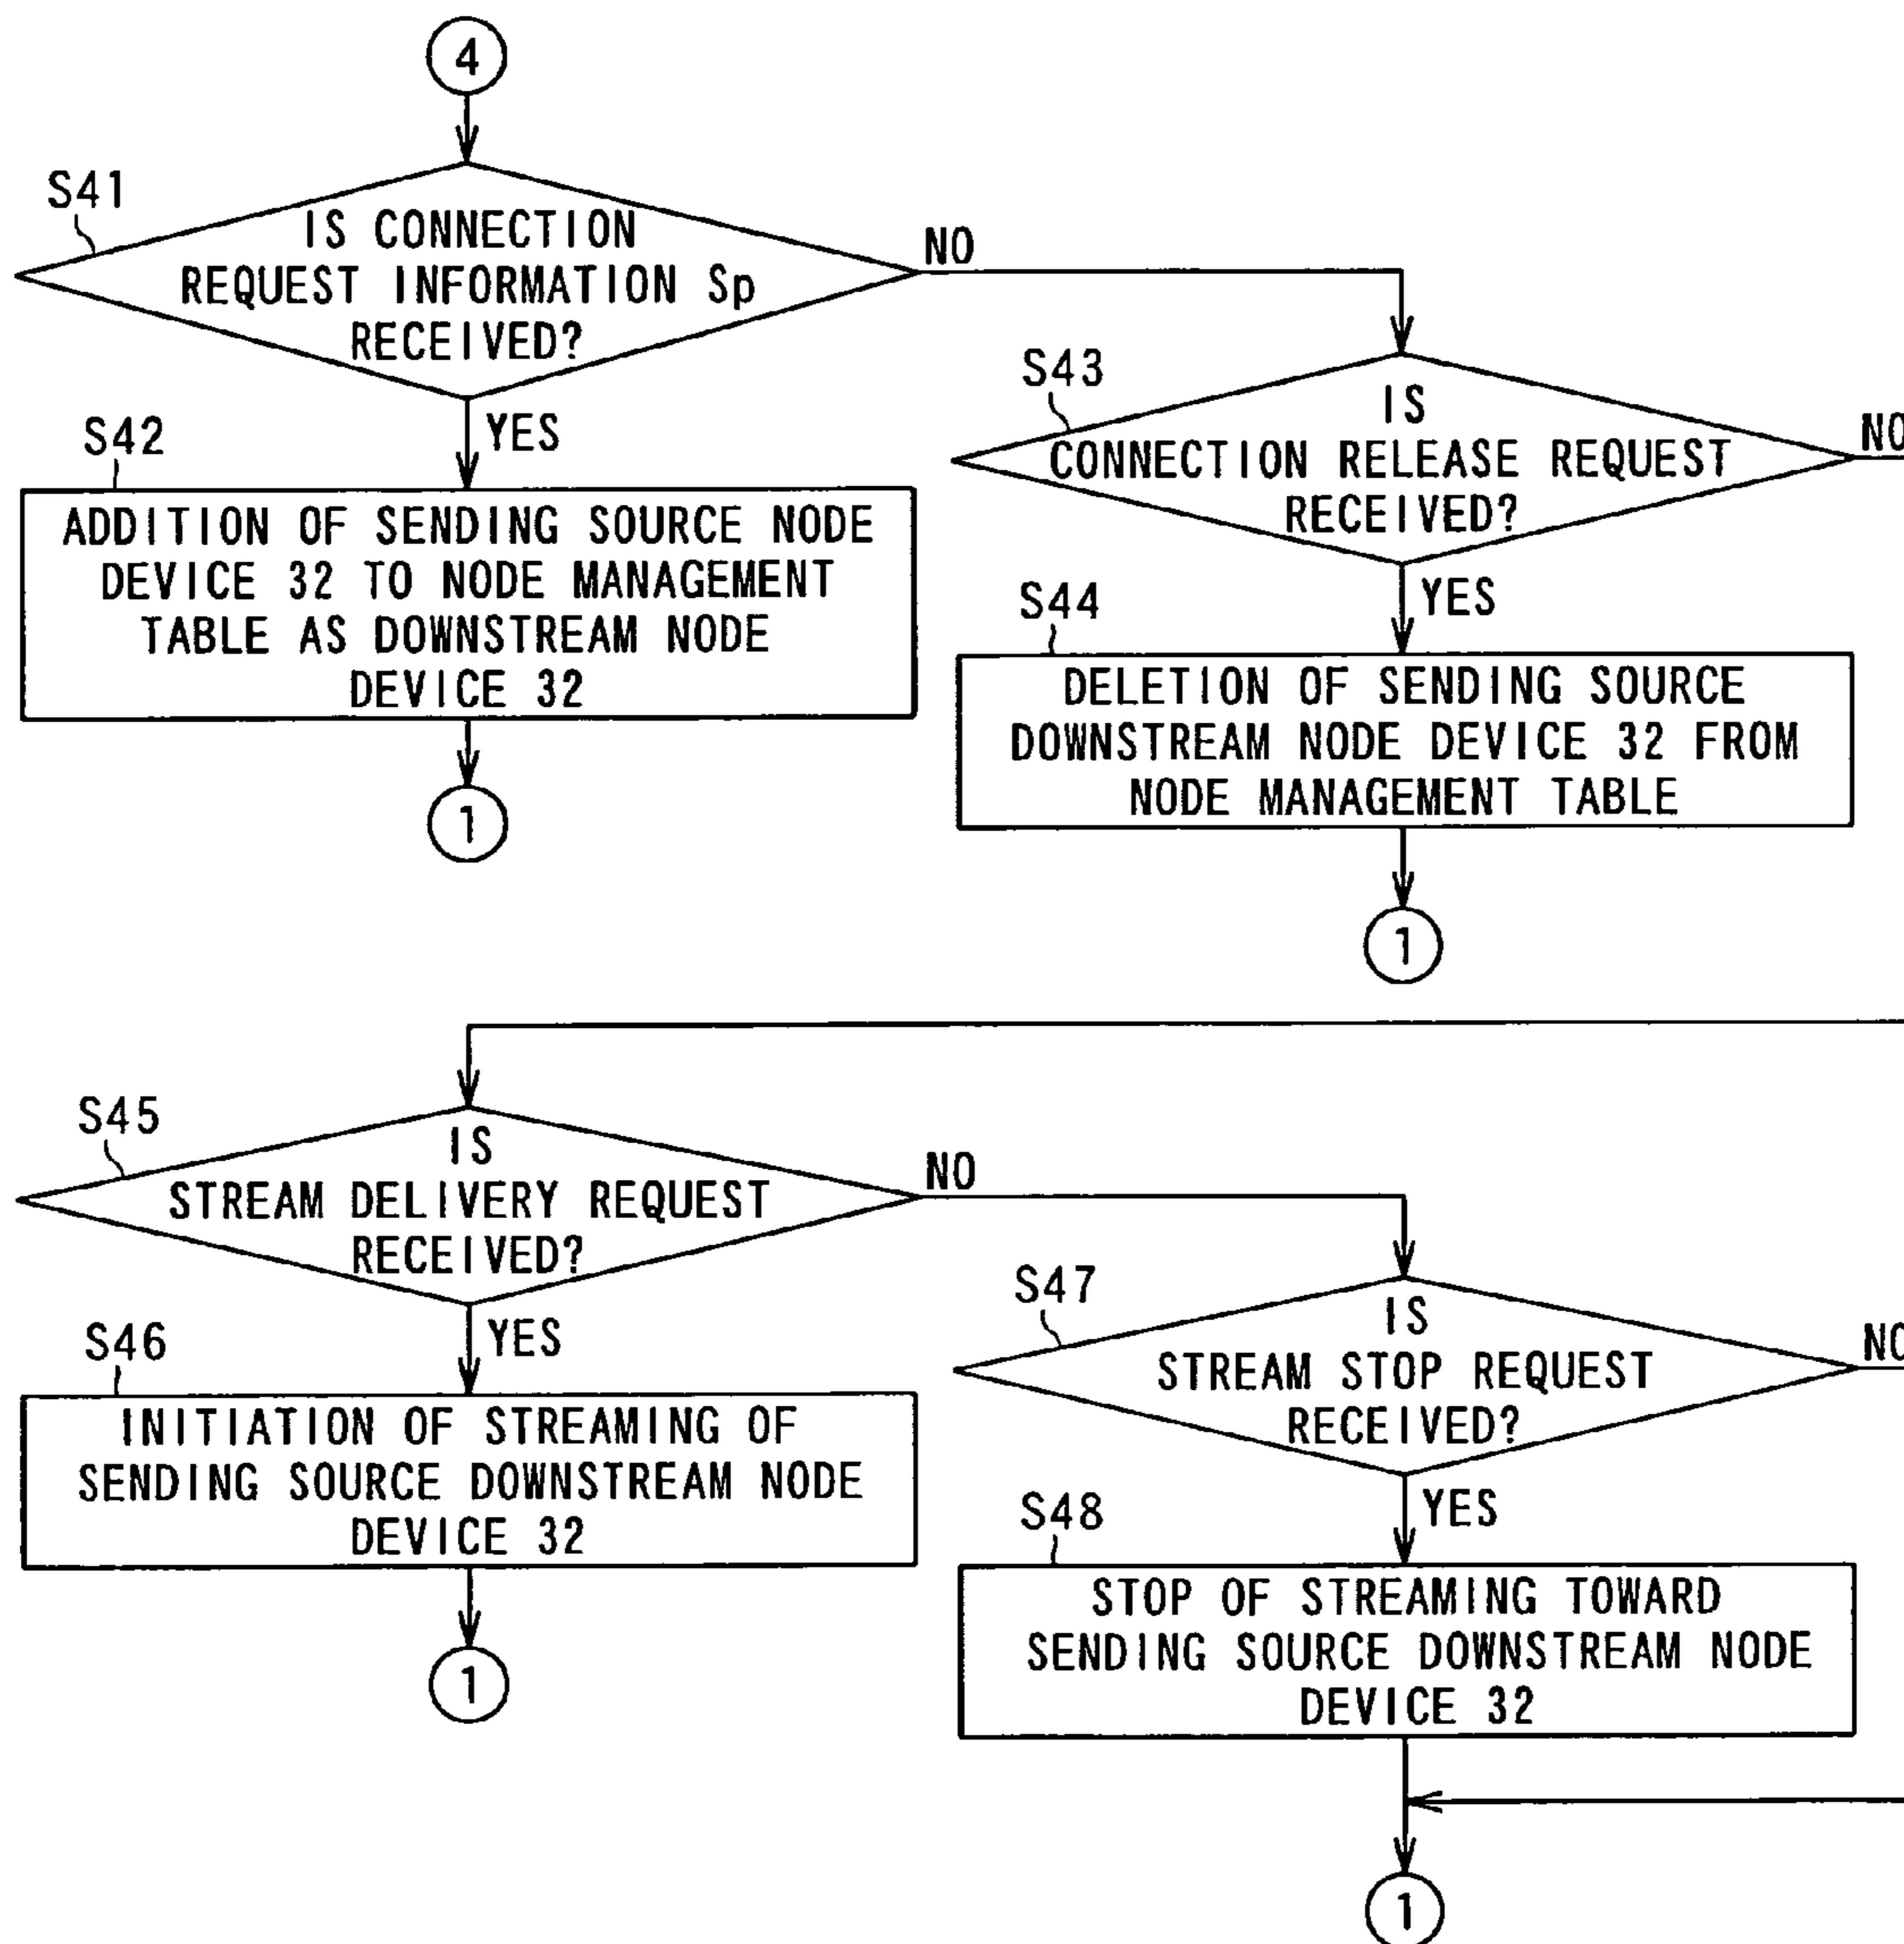 4
S41
IS CONNECTION
REQUEST INFORMATION Sp
RECEIVED?
NO
YES
S42
ADDITION OF SENDING SOURCE NODE
DEVICE 32 TO NODE MANAGEMENT
TABLE AS DOWNSTREAM NODE
DEVICE 32
1
S43
IS
CONNECTION RELEASE REQUEST
RECEIVED?
NO
YES
S44
DELETION OF SENDING SOURCE
DOWNSTREAM NODE DEVICE 32 FROM
NODE MANAGEMENT TABLE
1
S45
IS
STREAM DELIVERY REQUEST
RECEIVED?
NO
YES
S46
INITIATION OF STREAMING OF
SENDING SOURCE DOWNSTREAM NODE
DEVICE 32
1
S47
IS
STREAM STOP REQUEST
RECEIVED?
NO
YES
S48
STOP OF STREAMING TOWARD
SENDING SOURCE DOWNSTREAM NODE
DEVICE 32
1